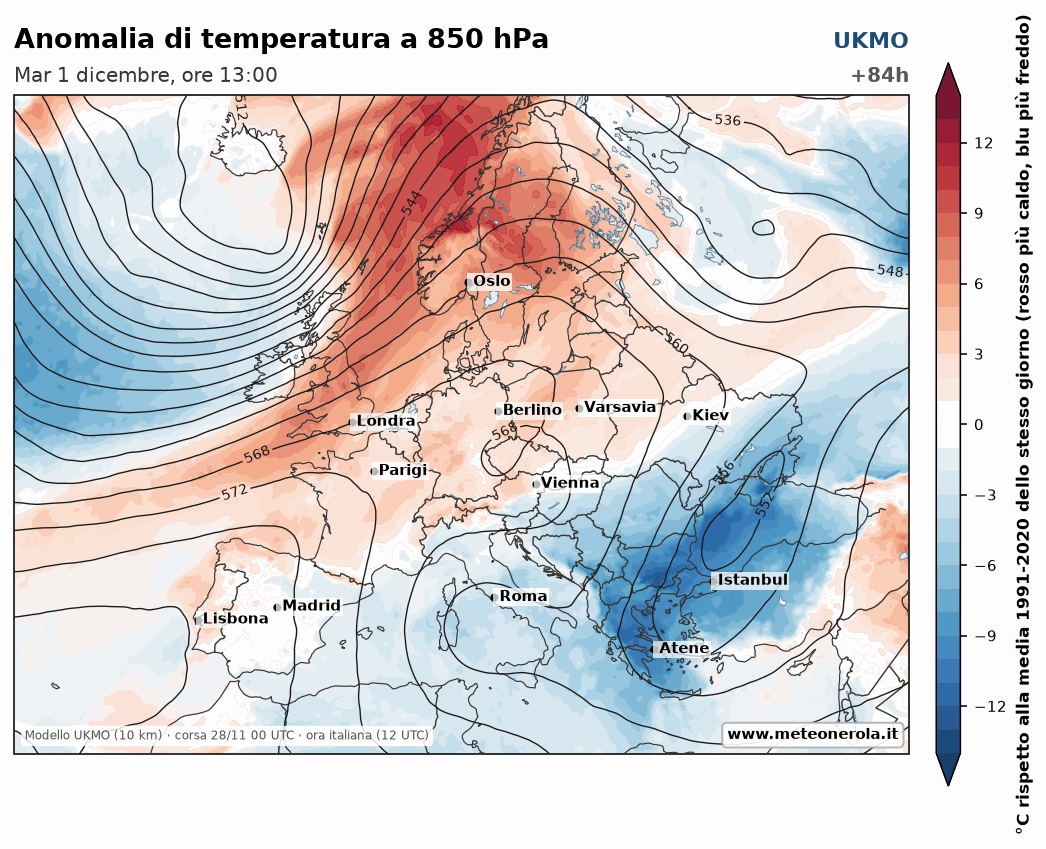 Anomalia di temperatura a 850 hPa
UKMO
Mar 1 dicembre, ore 13:00
+84h
512
536
544
548
Oslo
560
Londra
Berlino
Varsavia
Kiev
568
568
Parigi
572
Vienna
556
552
Istanbul
Roma
Madrid
Lisbona
Atene
Modello UKMO (10 km) · corsa 28/11 00 UTC · ora italiana (12 UTC)
www.meteonerola.it
12
9
6
3
0
−3
−6
−9
−12
°C rispetto alla media 1991-2020 dello stesso giorno (rosso più caldo, blu più freddo)